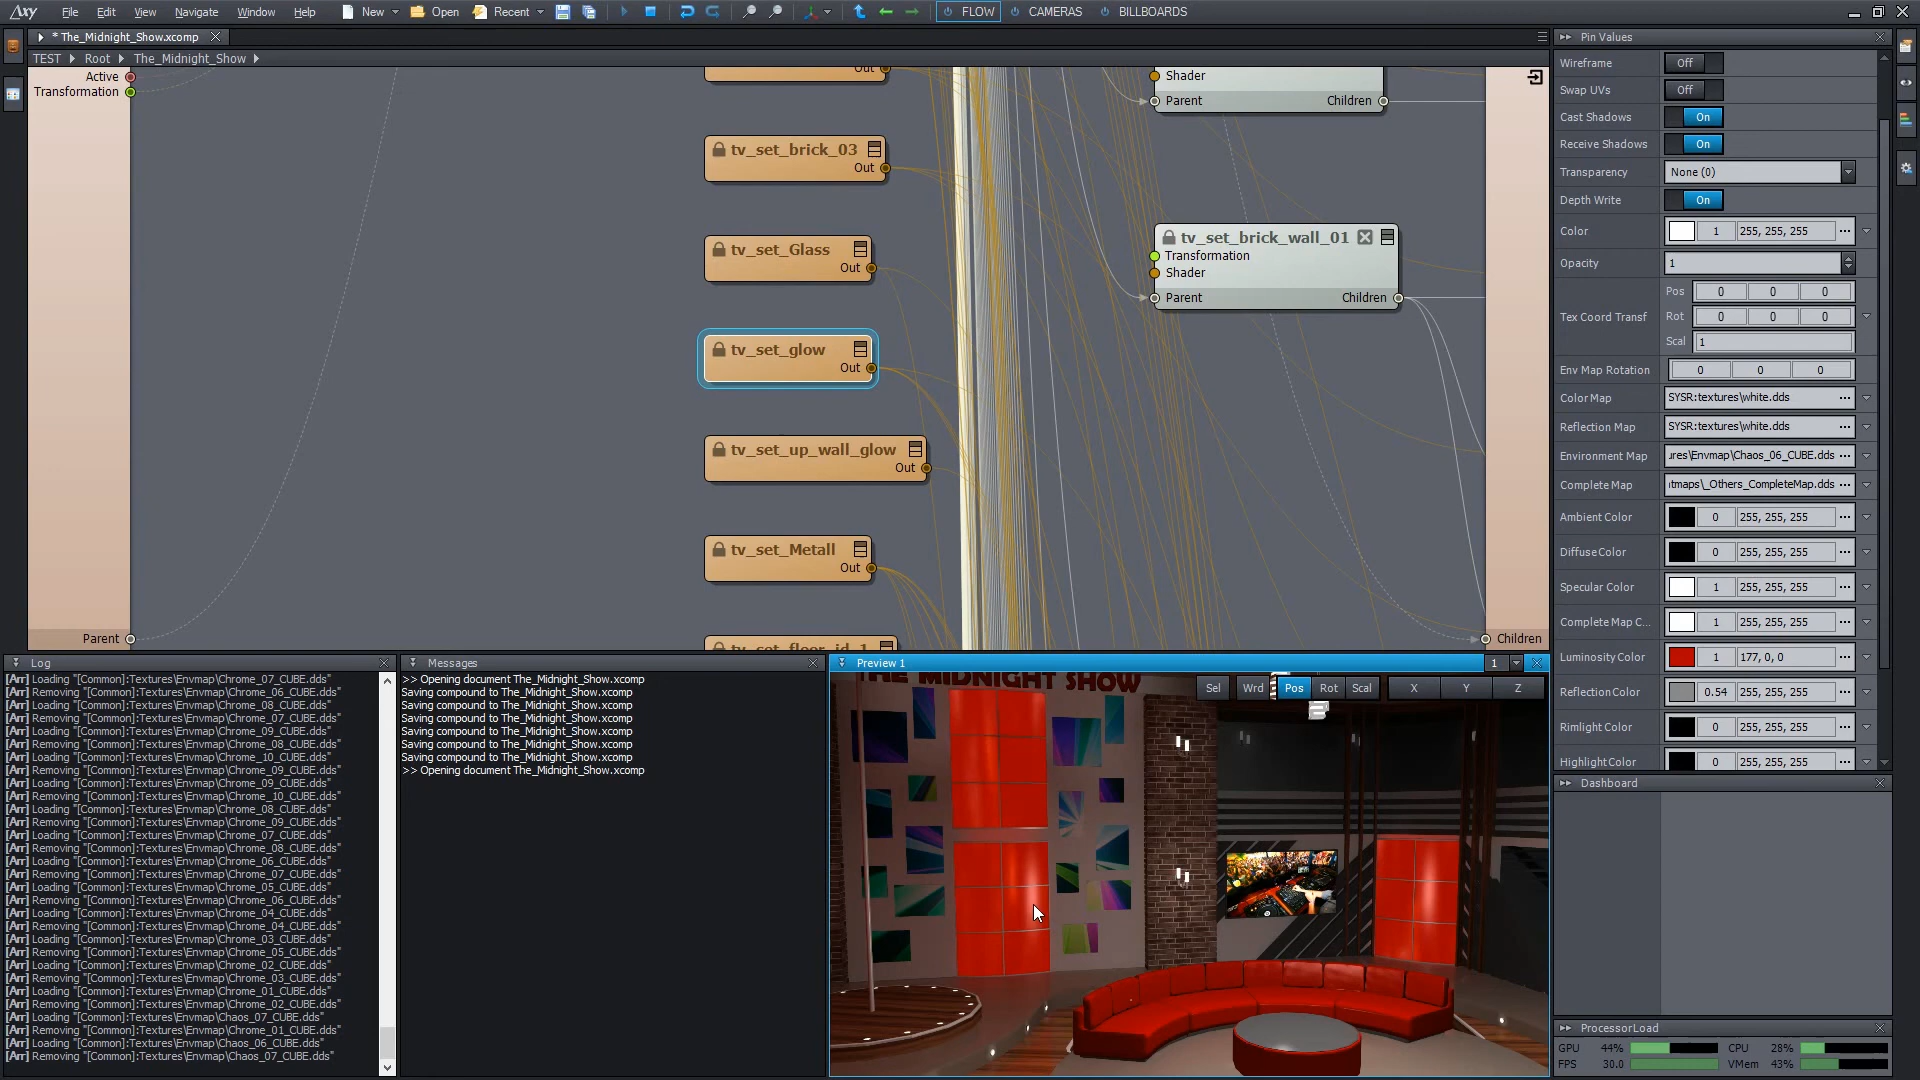 Axy File Edit View Navigate Window Help New Open Recent FLOW CAMERAS BILLBOARDS
* The_Midnight_Show.xcomp
TEST Root The_Midnight_Show
Active
Transformation
Parent
Out
tv_set_brick_03
Out
tv_set_Glass
Out
tv_set_glow
Out
tv_set_up_wall_glow
Out
tv_set_Metall
Out
tv_set_floor_id_1
Shader
Parent Children
tv_set_brick_wall_01
Transformation
Shader
Parent Children
Children
Pin Values
Wireframe Off
Swap UVs Off
Cast Shadows On
Receive Shadows On
Transparency None (0)
Depth Write On
Color 1 255, 255, 255 ...
Opacity 1
Pos 0 0 0
Tex Coord Transf Rot 0 0 0
Scal 1
Env Map Rotation 0 0 0
Color Map SYSR:textures\white.dds ...
Reflection Map SYSR:textures\white.dds ...
Environment Map ures\Envmap\Chaos_06_CUBE.dds ...
Complete Map tmaps\_Others_CompleteMap.dds ...
Ambient Color 0 255, 255, 255 ...
Diffuse Color 0 255, 255, 255 ...
Specular Color 1 255, 255, 255 ...
Complete Map C... 1 255, 255, 255 ...
Luminosity Color 1 177, 0, 0 ...
Reflection Color 0.54 255, 255, 255 ...
Rimlight Color 0 255, 255, 255 ...
Highlight Color 0 255, 255, 255 ...
Dashboard
ProcessorLoad
GPU 44% CPU 28%
FPS 30.0 VMem 43%
Log
[Arr] Loading "[Common]:Textures\Envmap\Chrome_07_CUBE.dds"
[Arr] Removing "[Common]:Textures\Envmap\Chrome_06_CUBE.dds"
[Arr] Loading "[Common]:Textures\Envmap\Chrome_08_CUBE.dds"
[Arr] Removing "[Common]:Textures\Envmap\Chrome_07_CUBE.dds"
[Arr] Loading "[Common]:Textures\Envmap\Chrome_09_CUBE.dds"
[Arr] Removing "[Common]:Textures\Envmap\Chrome_08_CUBE.dds"
[Arr] Loading "[Common]:Textures\Envmap\Chrome_10_CUBE.dds"
[Arr] Removing "[Common]:Textures\Envmap\Chrome_09_CUBE.dds"
[Arr] Loading "[Common]:Textures\Envmap\Chrome_09_CUBE.dds"
[Arr] Removing "[Common]:Textures\Envmap\Chrome_10_CUBE.dds"
[Arr] Loading "[Common]:Textures\Envmap\Chrome_08_CUBE.dds"
[Arr] Removing "[Common]:Textures\Envmap\Chrome_09_CUBE.dds"
[Arr] Loading "[Common]:Textures\Envmap\Chrome_07_CUBE.dds"
[Arr] Removing "[Common]:Textures\Envmap\Chrome_08_CUBE.dds"
[Arr] Loading "[Common]:Textures\Envmap\Chrome_06_CUBE.dds"
[Arr] Removing "[Common]:Textures\Envmap\Chrome_07_CUBE.dds"
[Arr] Loading "[Common]:Textures\Envmap\Chrome_05_CUBE.dds"
[Arr] Removing "[Common]:Textures\Envmap\Chrome_06_CUBE.dds"
[Arr] Loading "[Common]:Textures\Envmap\Chrome_04_CUBE.dds"
[Arr] Removing "[Common]:Textures\Envmap\Chrome_04_CUBE.dds"
[Arr] Loading "[Common]:Textures\Envmap\Chrome_03_CUBE.dds"
[Arr] Removing "[Common]:Textures\Envmap\Chrome_05_CUBE.dds"
[Arr] Loading "[Common]:Textures\Envmap\Chrome_02_CUBE.dds"
[Arr] Removing "[Common]:Textures\Envmap\Chrome_03_CUBE.dds"
[Arr] Loading "[Common]:Textures\Envmap\Chrome_01_CUBE.dds"
[Arr] Removing "[Common]:Textures\Envmap\Chrome_02_CUBE.dds"
[Arr] Loading "[Common]:Textures\Envmap\Chaos_07_CUBE.dds"
[Arr] Removing "[Common]:Textures\Envmap\Chrome_01_CUBE.dds"
[Arr] Loading "[Common]:Textures\Envmap\Chaos_06_CUBE.dds"
[Arr] Removing "[Common]:Textures\Envmap\Chaos_07_CUBE.dds"
Messages
>> Opening document The_Midnight_Show.xcomp
Saving compound to The_Midnight_Show.xcomp
Saving compound to The_Midnight_Show.xcomp
Saving compound to The_Midnight_Show.xcomp
Saving compound to The_Midnight_Show.xcomp
Saving compound to The_Midnight_Show.xcomp
Saving compound to The_Midnight_Show.xcomp
>> Opening document The_Midnight_Show.xcomp
Preview 1 1
THE MIDNIGHT SHOW
Sel Wrd Pos Rot Scal X Y Z